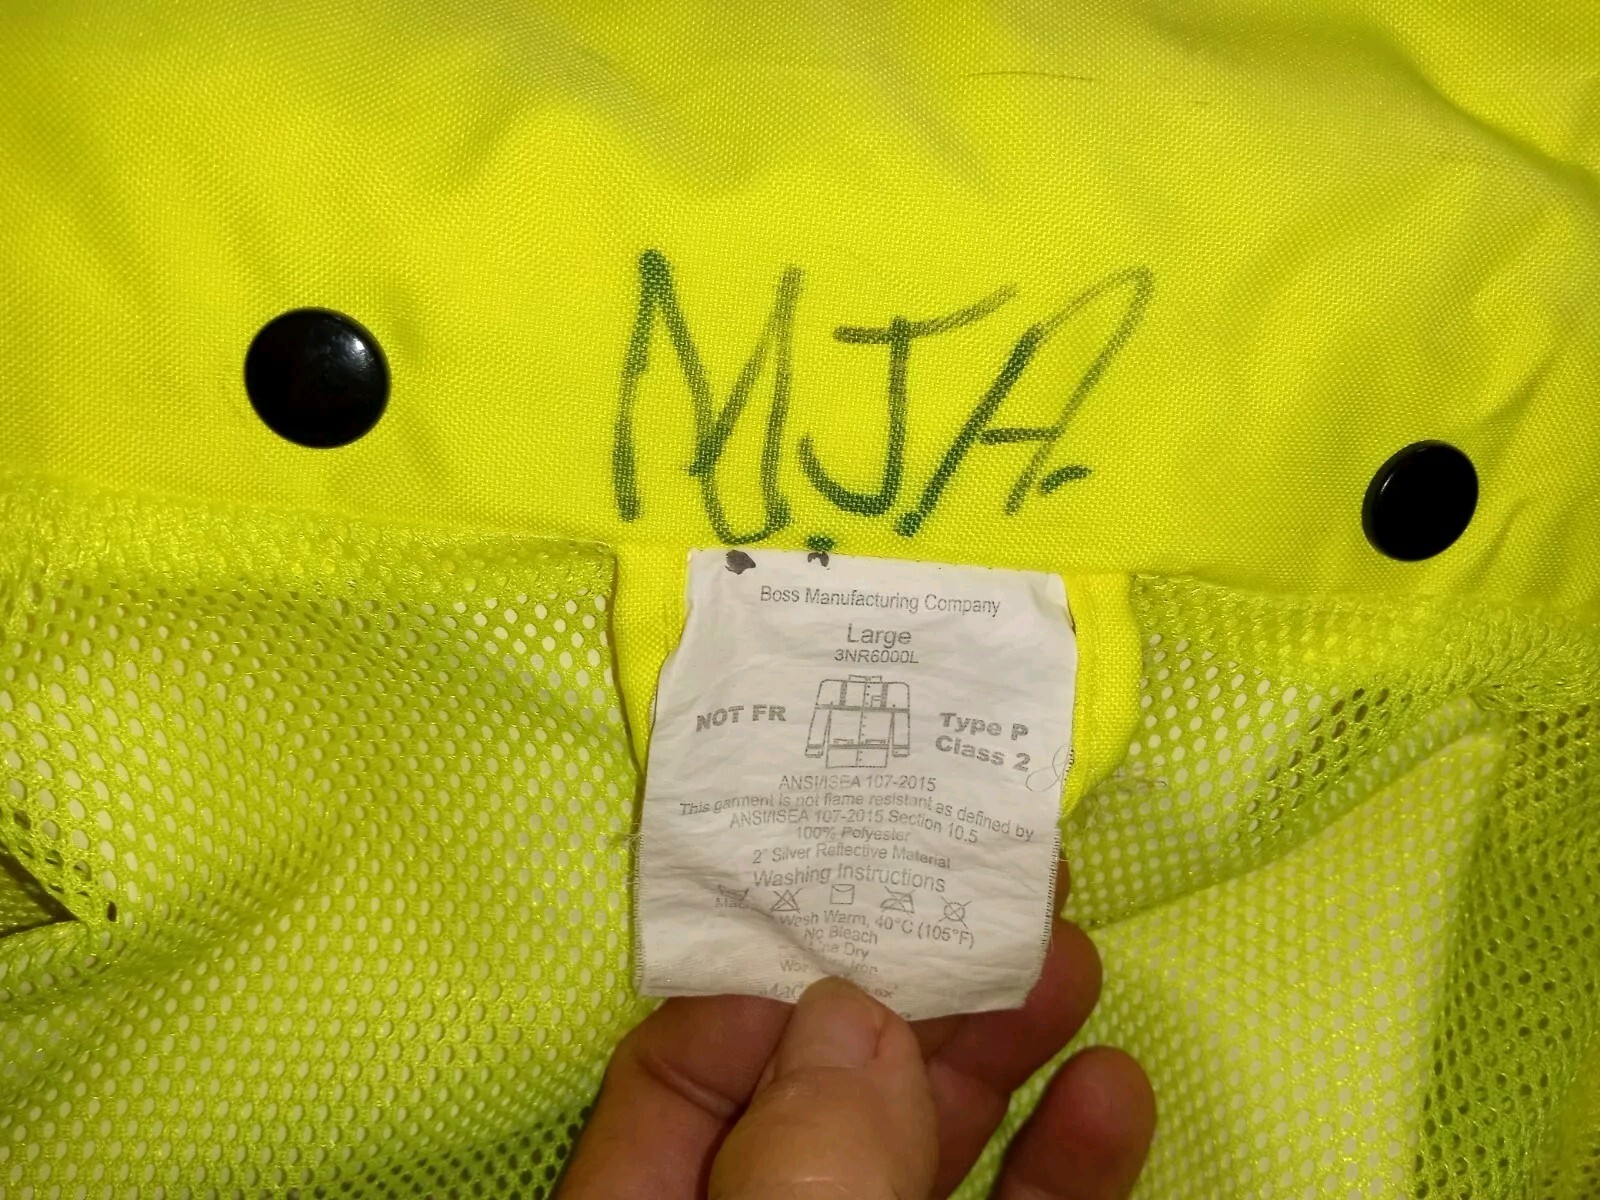 M.J.A.
Boss Manufacturing Company
Large
3NR6000L
NOT FR
Type P
Class 2
ANSI/ISEA 107-2015
This garment is not flame resistant as defined by
ANSI/ISEA 107-2015 Section 10.5
100% Polyester
2" Silver Reflective Material
Washing Instructions
Wash Warm, 40°C (105°F)
No Bleach
Dry
Iron